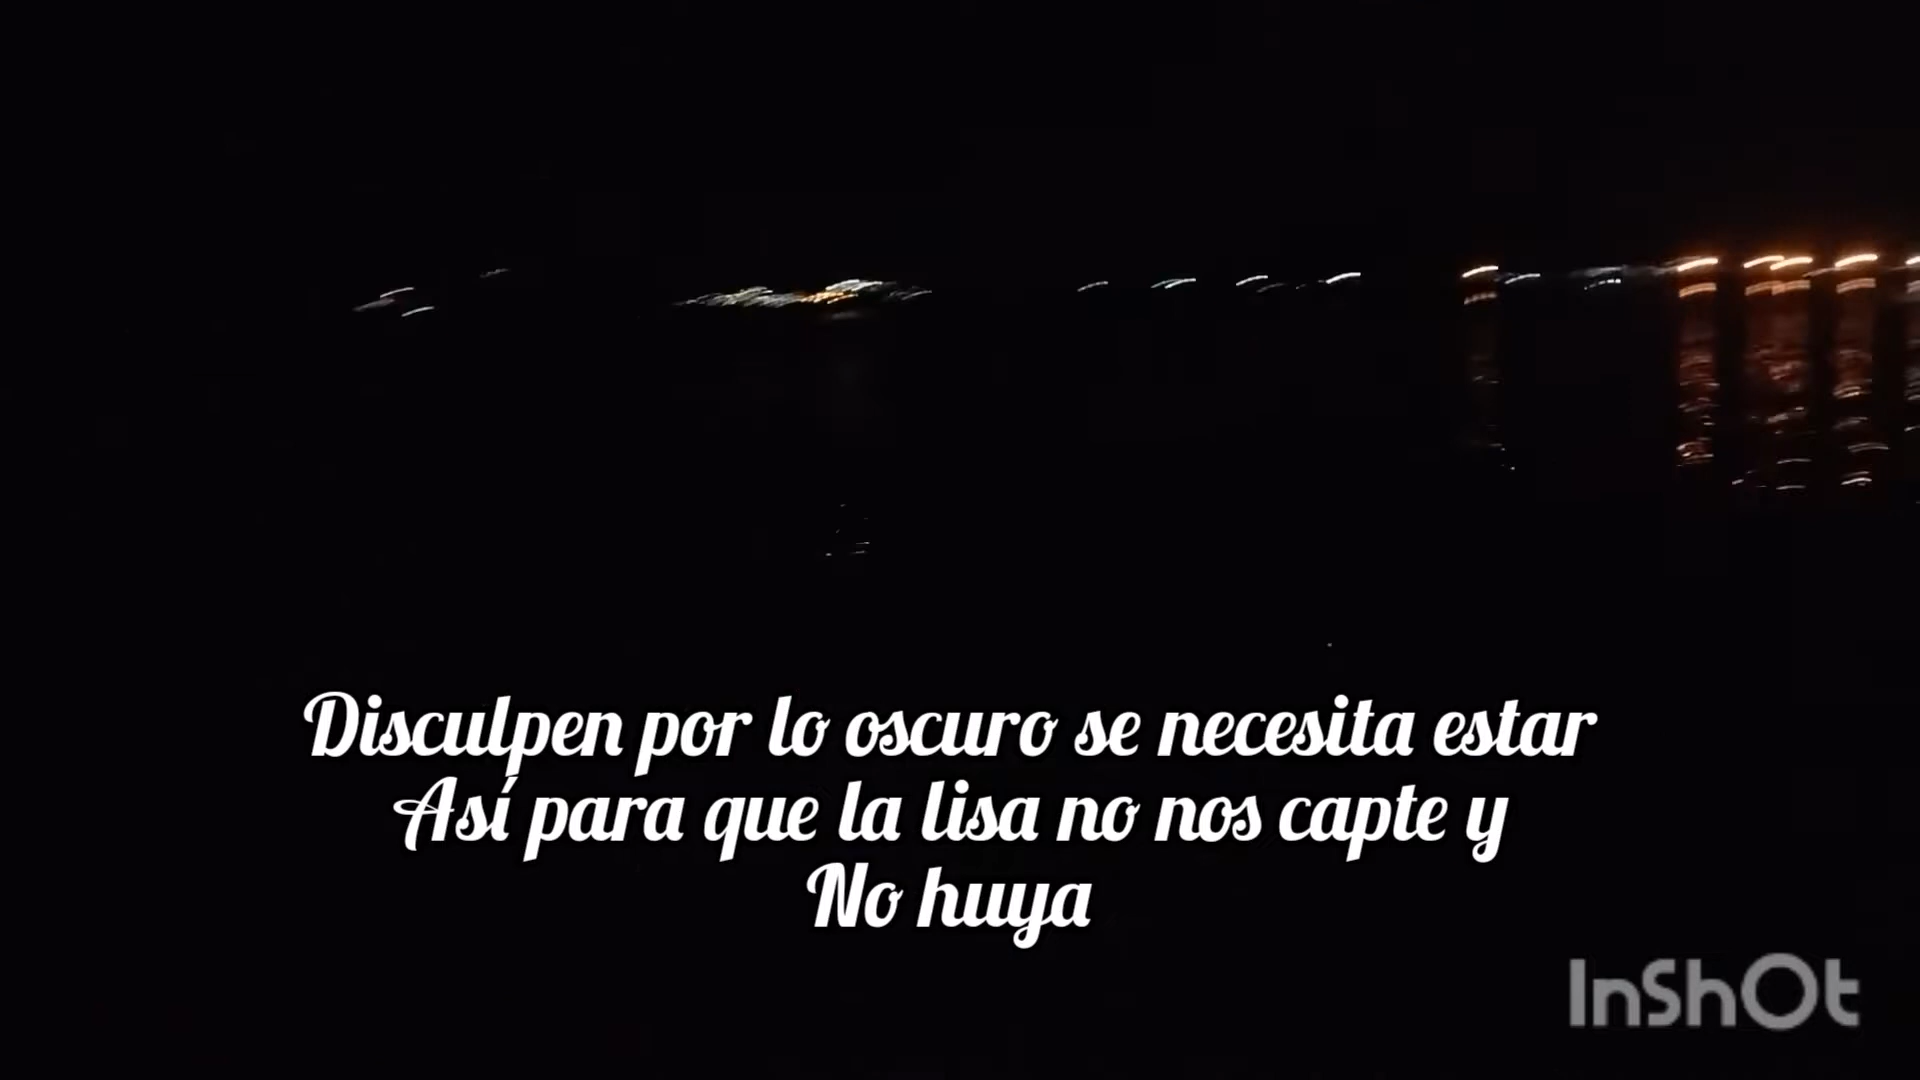 Disculpen por lo oscuro se necesita estar
Así para que la lisa no nos capte y
No huya
InShOt